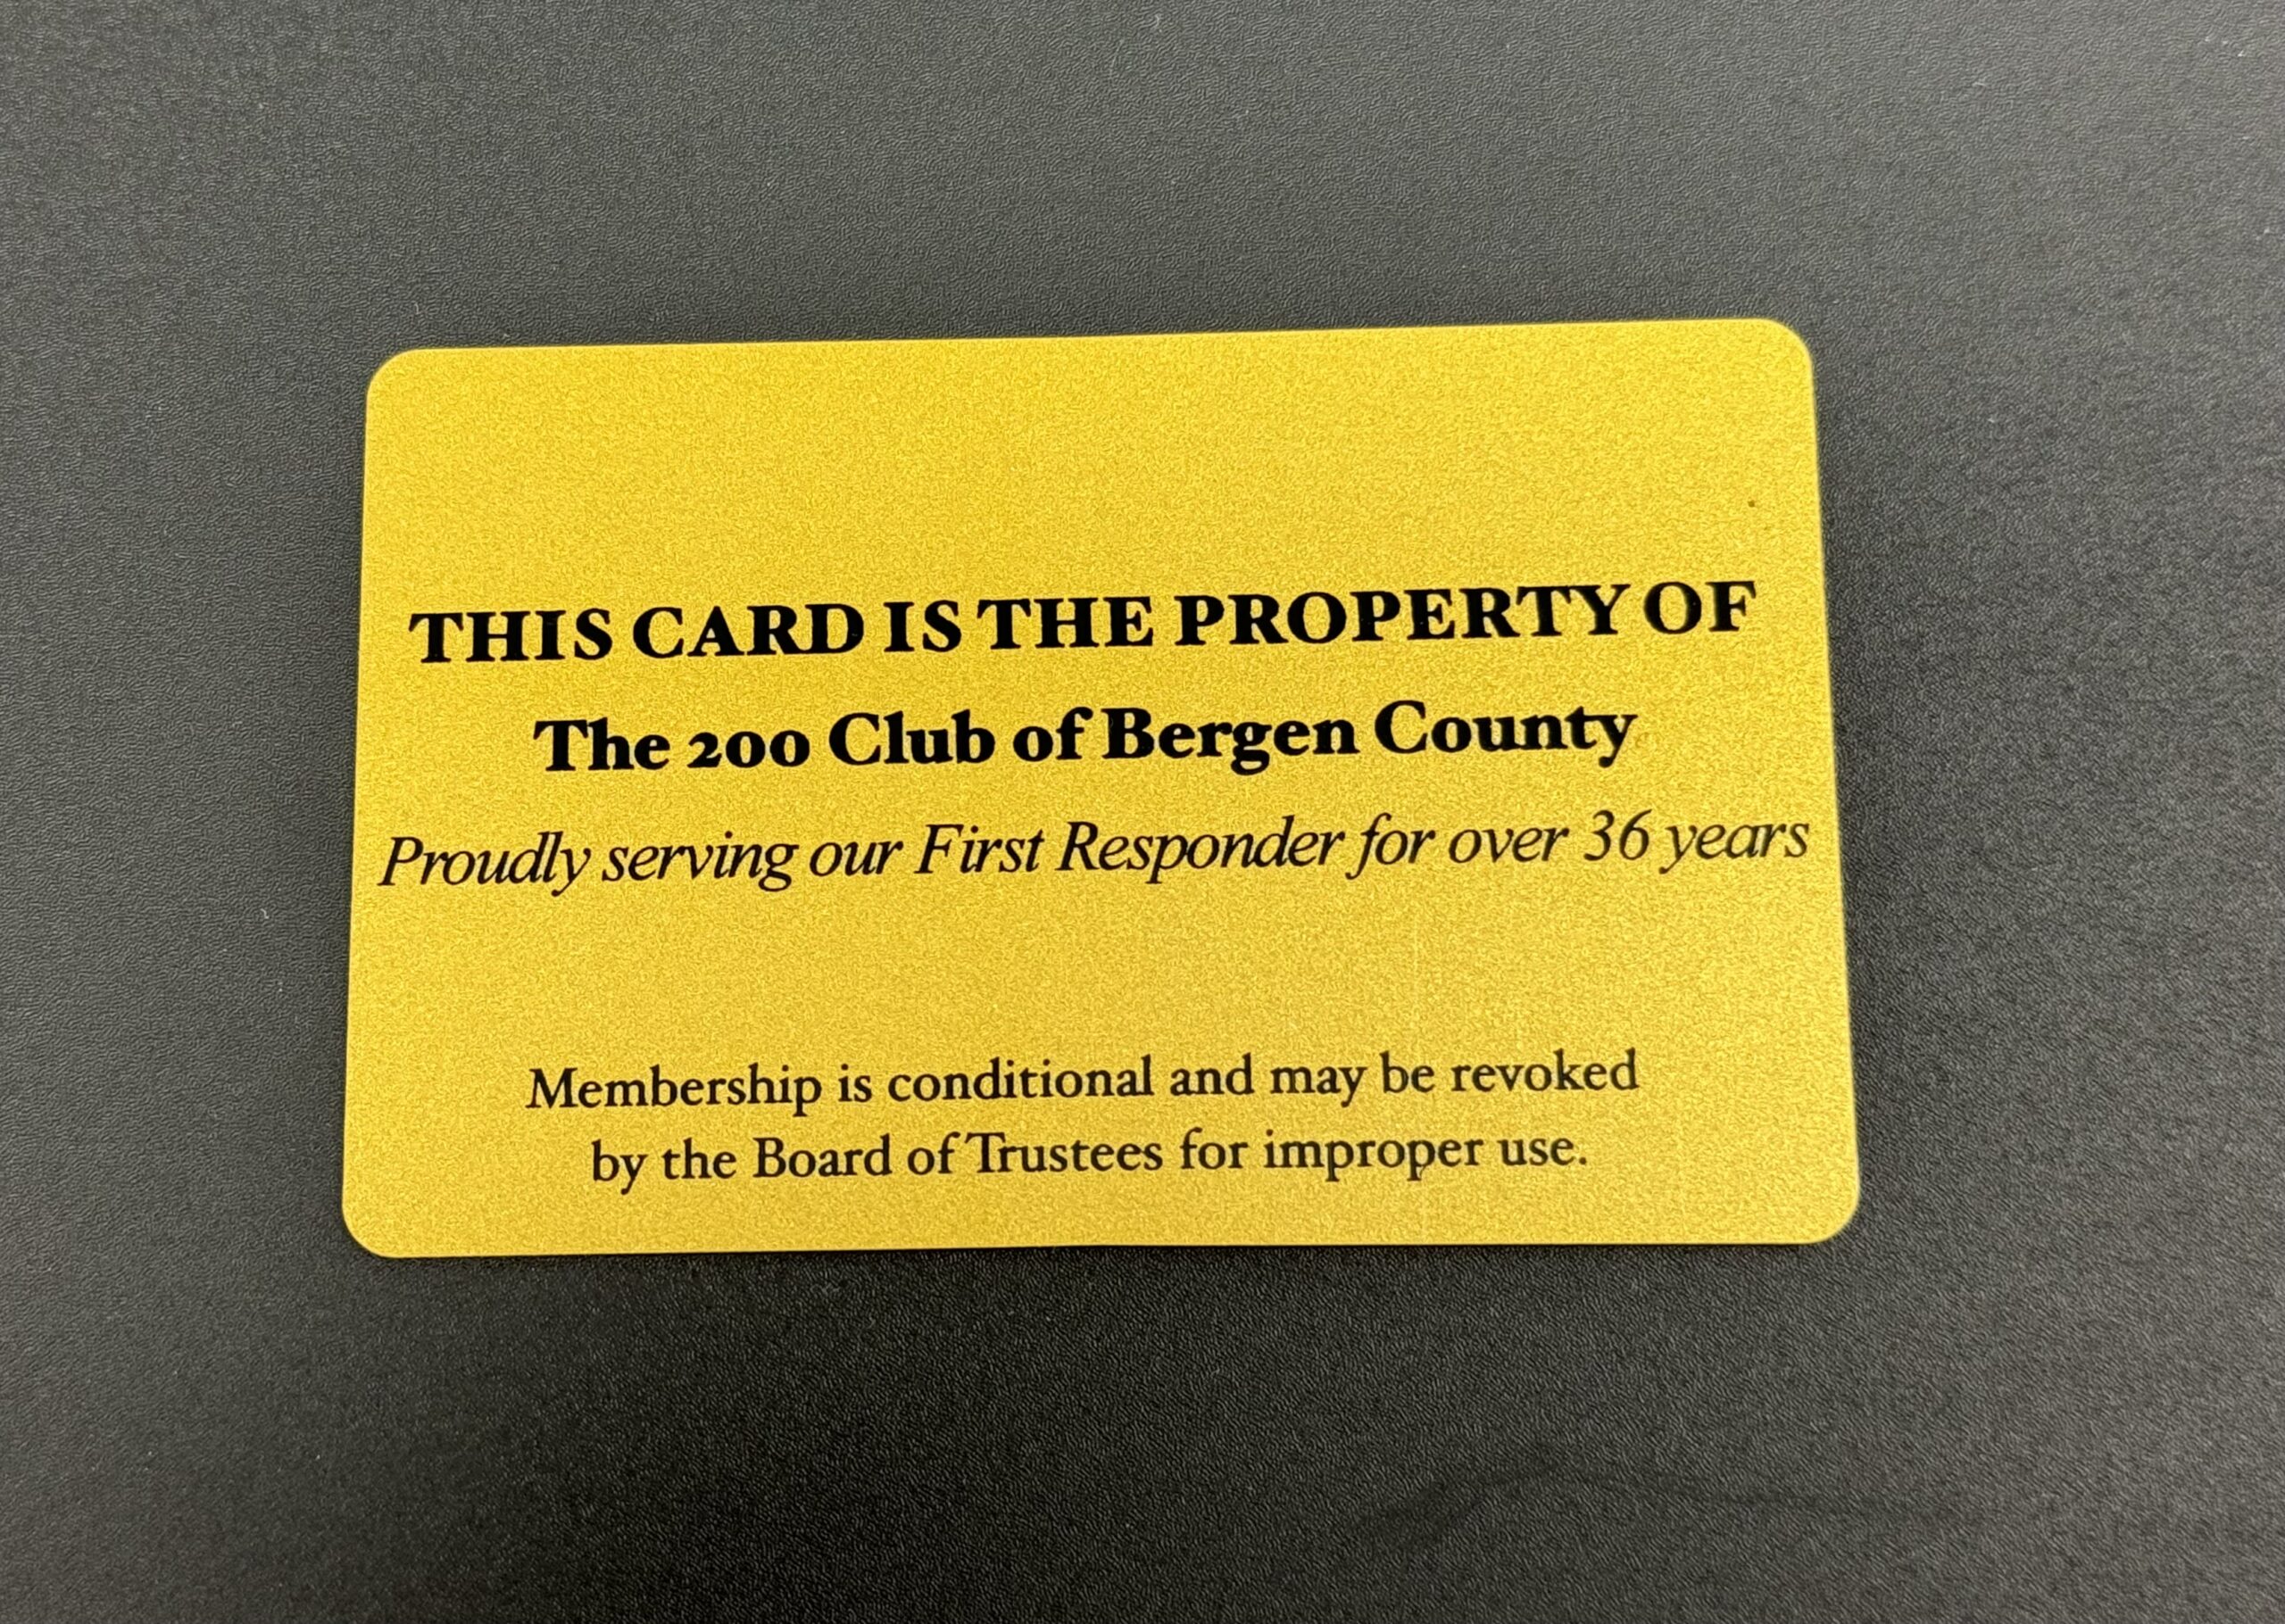 THIS CARD IS THE PROPERTY OF
The 200 Club of Bergen County
Proudly serving our First Responder for over 36 years
Membership is conditional and may be revoked
by the Board of Trustees for improper use.